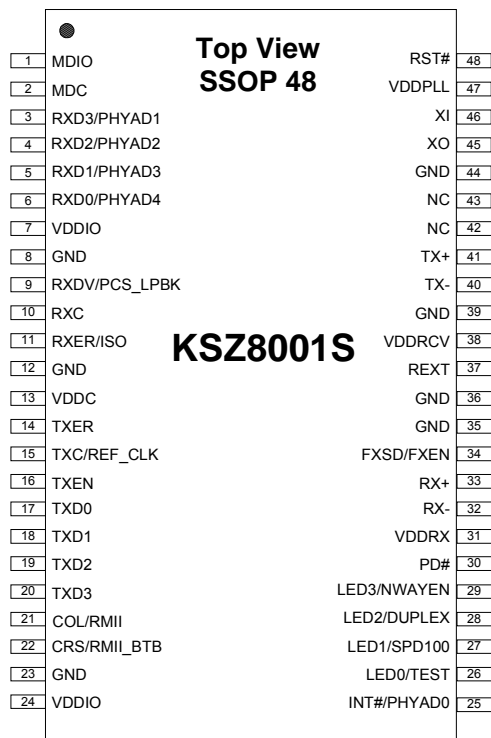 Top View
SSOP 48
KSZ8001S
1 MDIO
2 MDC
3 RXD3/PHYAD1
4 RXD2/PHYAD2
5 RXD1/PHYAD3
6 RXD0/PHYAD4
7 VDDIO
8 GND
9 RXDV/PCS_LPBK
10 RXC
11 RXER/ISO
12 GND
13 VDDC
14 TXER
15 TXC/REF_CLK
16 TXEN
17 TXD0
18 TXD1
19 TXD2
20 TXD3
21 COL/RMII
22 CRS/RMII_BTB
23 GND
24 VDDIO
RST# 48
VDDPLL 47
XI 46
XO 45
GND 44
NC 43
NC 42
TX+ 41
TX- 40
GND 39
VDDRCV 38
REXT 37
GND 36
GND 35
FXSD/FXEN 34
RX+ 33
RX- 32
VDDRX 31
PD# 30
LED3/NWAYEN 29
LED2/DUPLEX 28
LED1/SPD100 27
LED0/TEST 26
INT#/PHYAD0 25